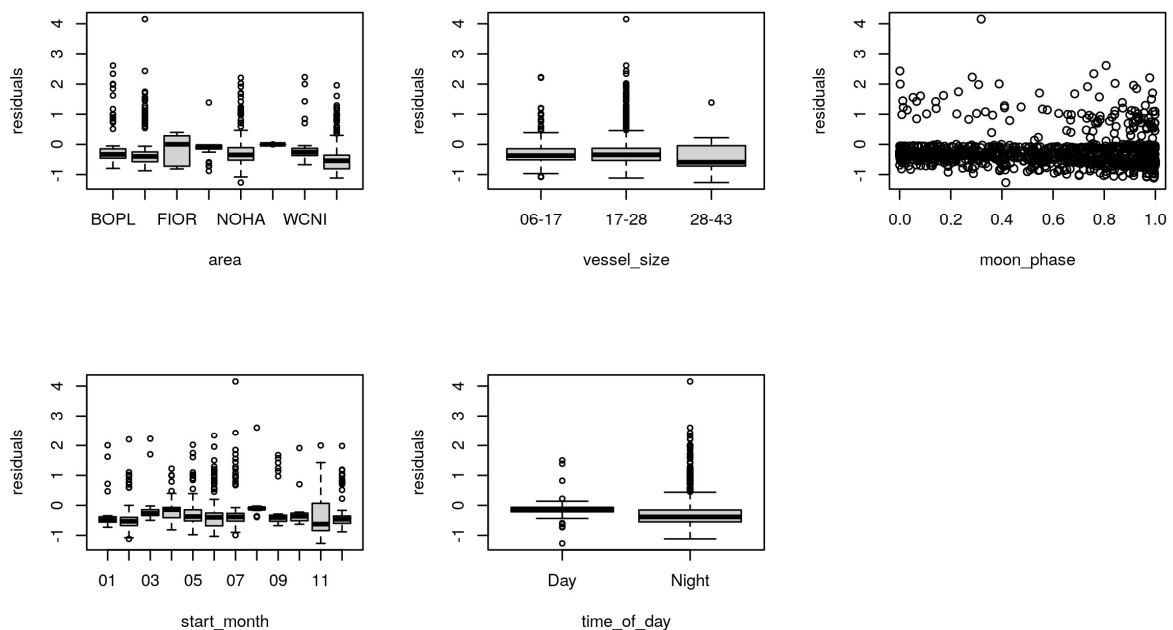 4
3
2
1
0
-1
residuals
BOPL FIOR NOHA WCNI
area
4
3
2
1
0
-1
residuals
06-17 17-28 28-43
vessel_size
4
3
2
1
0
-1
residuals
0.0 0.2 0.4 0.6 0.8 1.0
moon_phase
4
3
2
1
0
-1
residuals
01 03 05 07 09 11
start_month
4
3
2
1
0
-1
residuals
Day Night
time_of_day